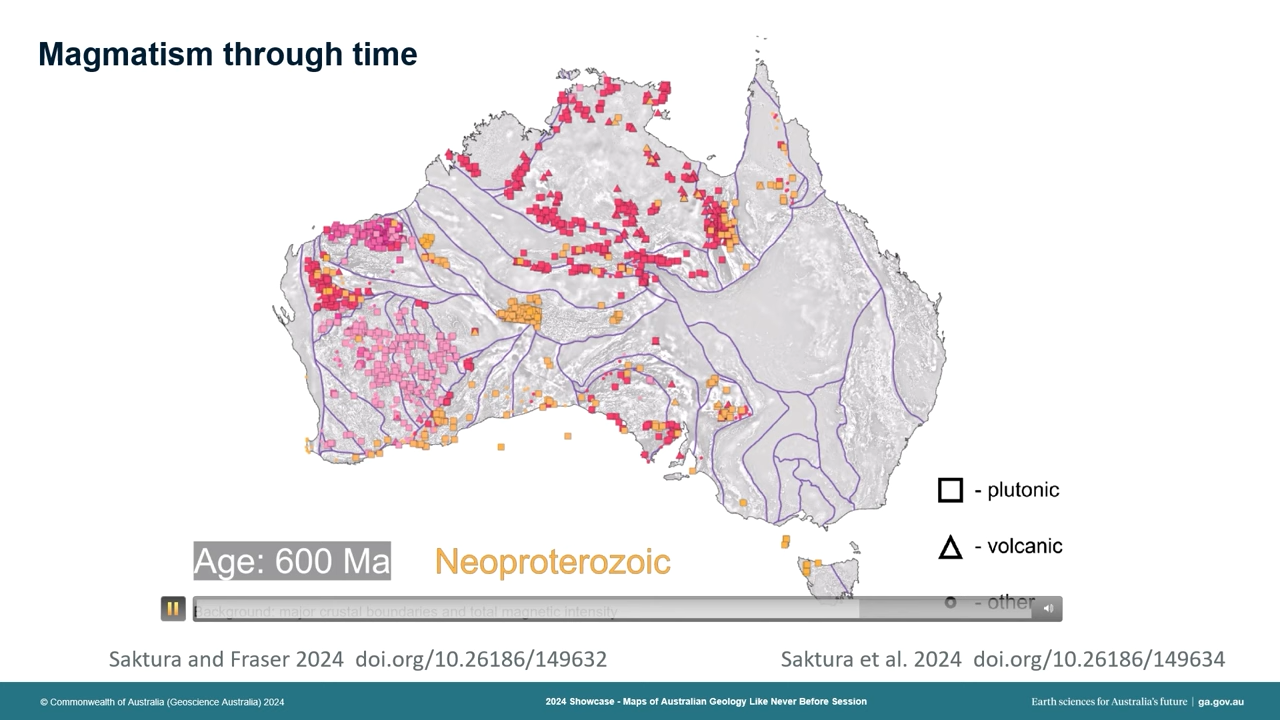 Magmatism through time
- plutonic
- volcanic
- other
Age: 600 Ma
Neoproterozoic
Background: major crustal boundaries and total magnetic intensity
Saktura and Fraser 2024 doi.org/10.26186/149632
Saktura et al. 2024 doi.org/10.26186/149634
© Commonwealth of Australia (Geoscience Australia) 2024
2024 Showcase - Maps of Australian Geology Like Never Before Session
Earth sciences for Australia's future | ga.gov.au